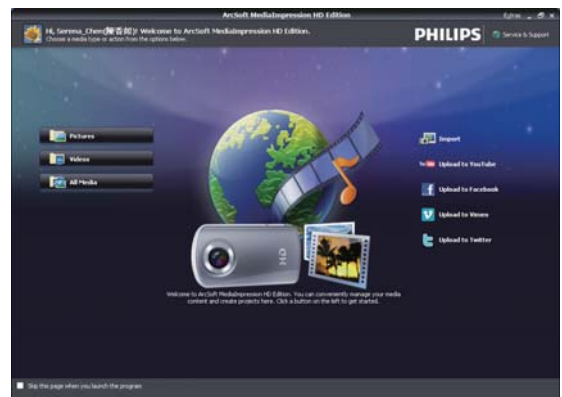 ArcSoft MediaImpression HD Edition
Extras
Hi, Serena_Chen(陳香如)! Welcome to ArcSoft MediaImpression HD Edition.
Choose a media type or action from the options below.
PHILIPS
Service & Support
Pictures
Videos
All Media
Import
You Tube Upload to YouTube
f Upload to Facebook
V Upload to Vimeo
t Upload to Twitter
HD
Welcome to ArcSoft MediaImpression HD Edition. You can conveniently manage your media
content and create projects here. Click a button on the left to get started.
Skip this page when you launch the program